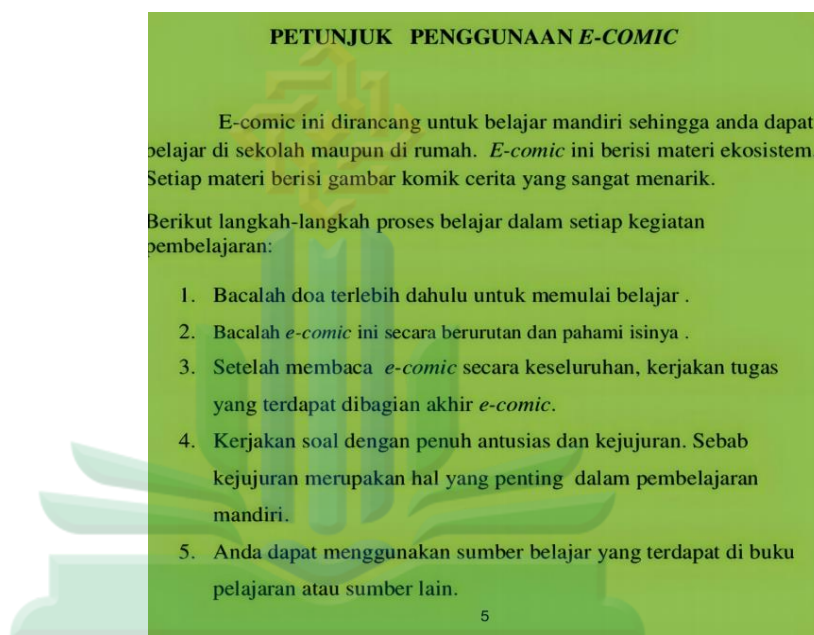 PETUNJUK PENGGUNAAN E-COMIC
E-comic ini dirancang untuk belajar mandiri sehingga anda dapat
belajar di sekolah maupun di rumah. E-comic ini berisi materi ekosistem
Setiap materi berisi gambar komik cerita yang sangat menarik.
Berikut langkah-langkah proses belajar dalam setiap kegiatan
pembelajaran:
1. Bacalah doa terlebih dahulu untuk memulai belajar .
2. Bacalah e-comic ini secara berurutan dan pahami isinya .
3. Setelah membaca e-comic secara keseluruhan, kerjakan tugas
yang terdapat dibagian akhir e-comic.
4. Kerjakan soal dengan penuh antusias dan kejujuran. Sebab
kejujuran merupakan hal yang penting dalam pembelajaran
mandiri.
5. Anda dapat menggunakan sumber belajar yang terdapat di buku
pelajaran atau sumber lain.
5